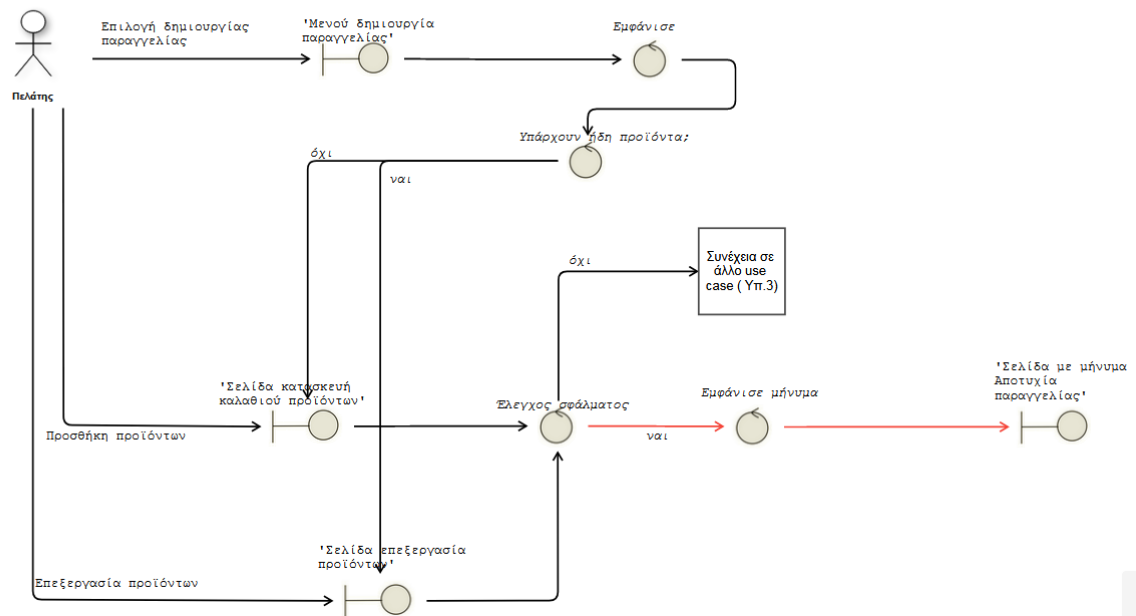 Επιλογή δημιουργίας
παραγγελίας
'Μενού δημιουργία
παραγγελίας'
Εμφάνισε
Πελάτης
Υπάρχουν ήδη προϊόντα;
όχι
ναι
όχι
Συνέχεια σε
άλλο use
case ( Υπ.3)
'Σελίδα κατασκευή
καλαθιού προϊόντων'
Προσθήκη προϊόντων
Έλεγχος σφάλματος
ναι
Εμφάνισε μήνυμα
'Σελίδα με μήνυμα
Αποτυχία
παραγγελίας'
'Σελίδα επεξεργασία
προϊόντων'
Επεξεργασία προϊόντων